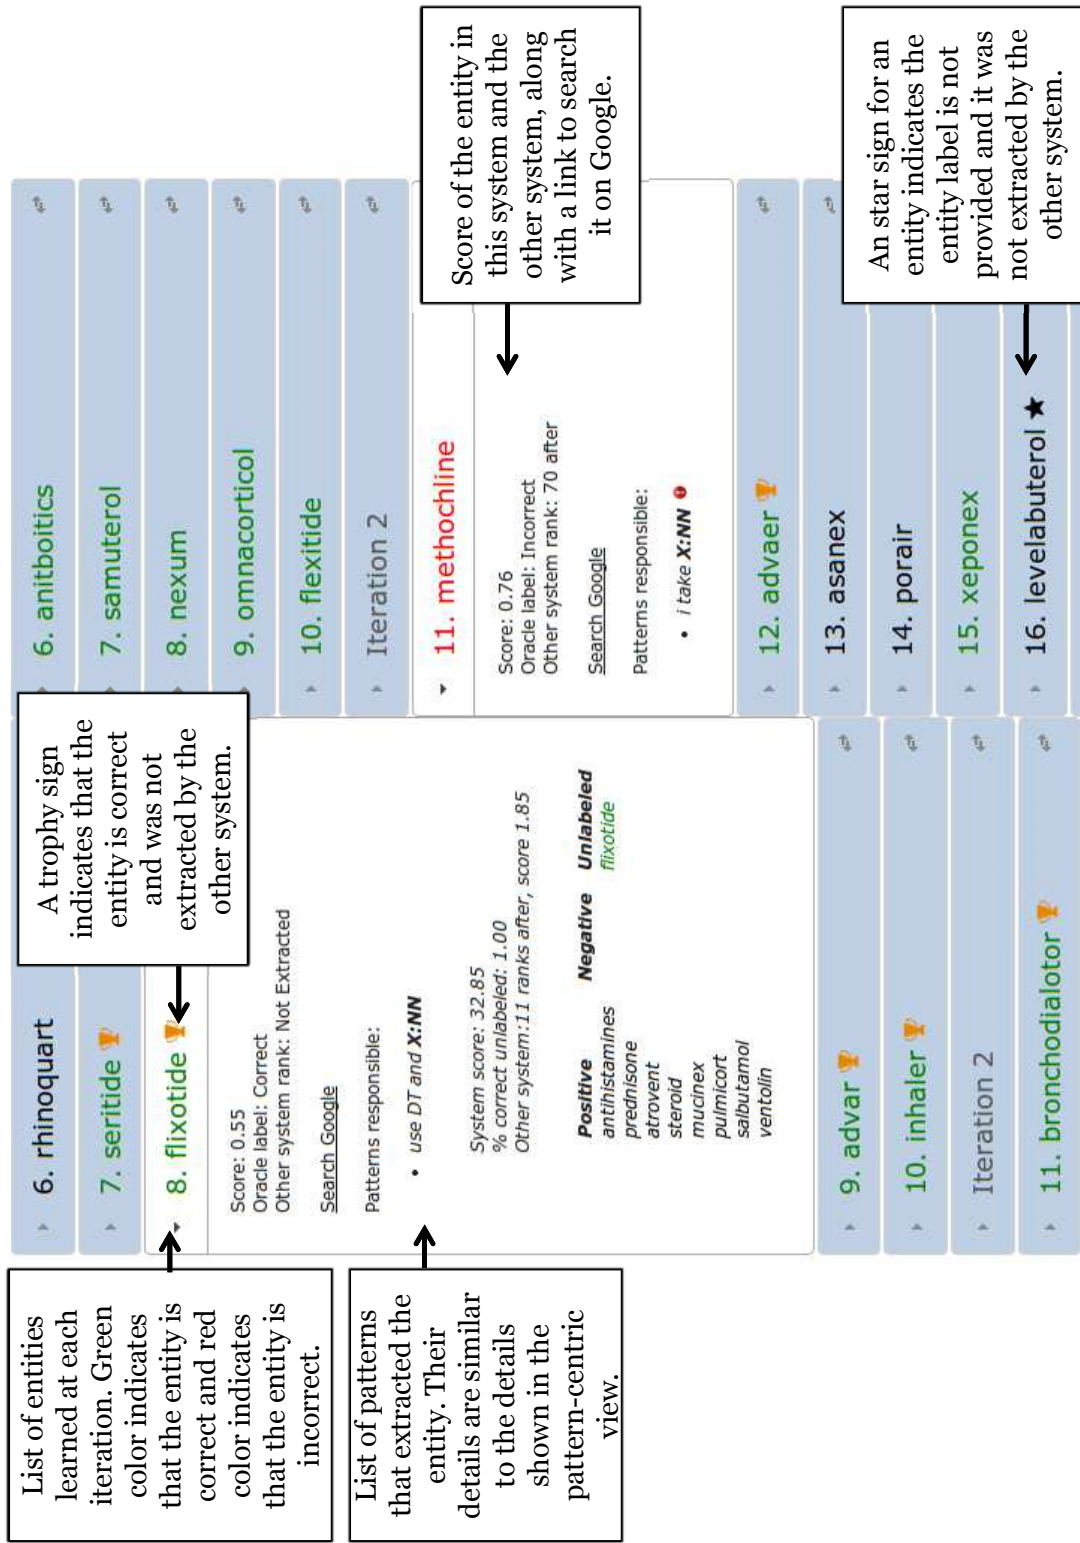 List of entities
learned at each
iteration. Green
color indicates
that the entity is
correct and red
color indicates
that the entity is
incorrect.
List of patterns
that extracted the
entity. Their
details are similar
to the details
shown in the
pattern-centric
view.
A trophy sign
indicates that the
entity is correct
and was not
extracted by the
other system.
6. rhinoquart
7. seritide
8. flixotide
Score: 0.55
Oracle label: Correct
Other system rank: Not Extracted
Search Google
Patterns responsible:
• use DT and X:NN
System score: 32.85
% correct unlabeled: 1.00
Other system:11 ranks after, score 1.85
Positive Negative Unlabeled
antihistamines flixotide
prednisone
atrovent
steroid
mucinex
pulmicort
salbutamol
ventolin
9. advar
10. inhaler
Iteration 2
11. bronchodialotor
6. anitboitics
7. samuterol
8. nexum
9. omnacorticol
10. flexitide
Iteration 2
11. methochline
Score: 0.76
Oracle label: Incorrect
Other system rank: 70 after
Search Google
Patterns responsible:
• i take X:NN
12. advaer
13. asanex
14. porair
15. xeponex
16. levelabuterol ★
Score of the entity in
this system and the
other system, along
with a link to search
it on Google.
An star sign for an
entity indicates the
entity label is not
provided and it was
not extracted by the
other system.